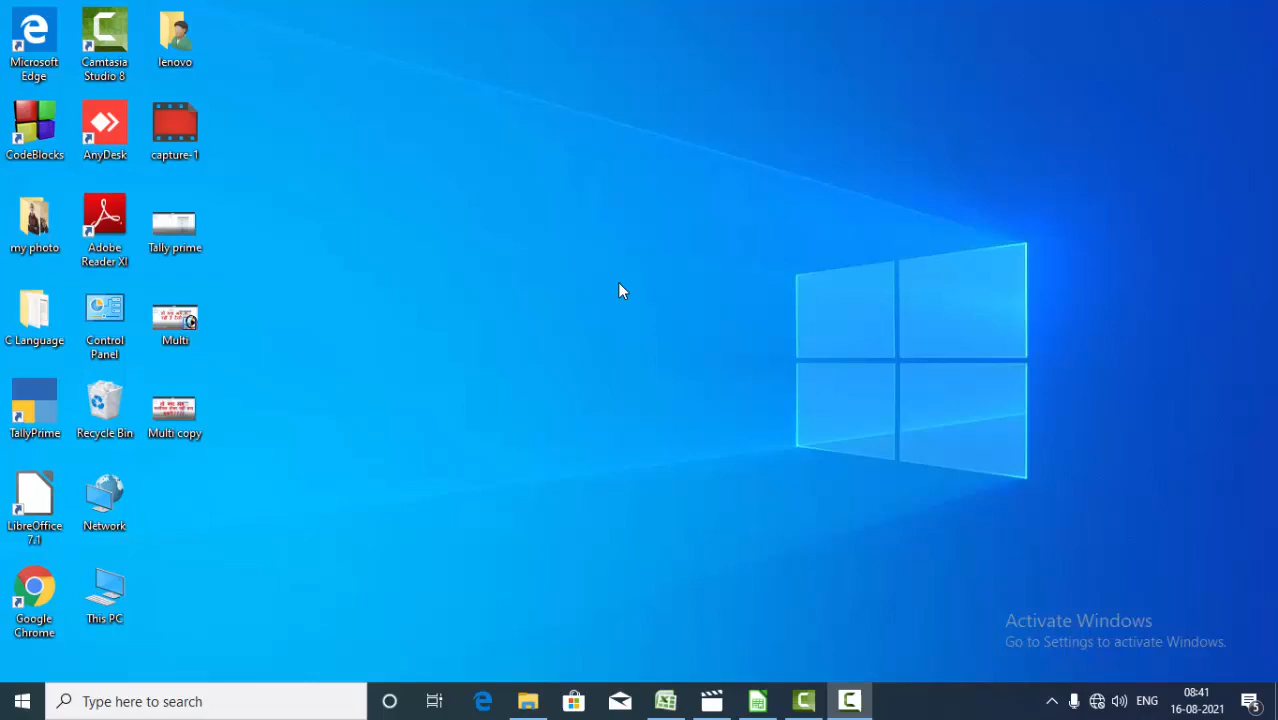 Microsoft
Edge
Camtasia
Studio 8
lenovo
CodeBlocks
AnyDesk
capture-1
my photo
Adobe
Reader XI
Tally prime
C Language
Control
Panel
Multi
TallyPrime
Recycle Bin
Multi copy
LibreOffice
7.1
Network
Google
Chrome
This PC
Activate Windows
Go to Settings to activate Windows.
Type here to search
ENG
08:41
16-08-2021
5